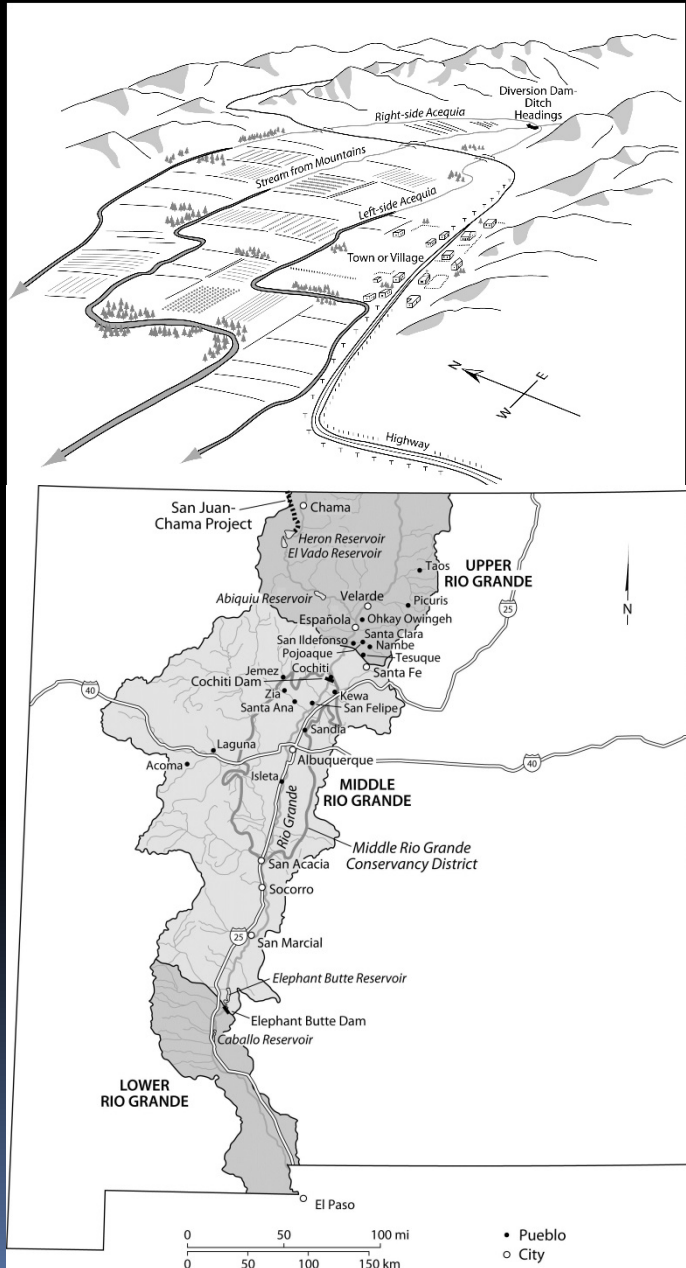 Diversion Dam-
Ditch
Headings
Right-side Acequia
Stream from Mountains
Left-side Acequia
Town or Village
N
E
W
Highway
San Juan-
Chama Project
Chama
Heron Reservoir
El Vado Reservoir
Taos
UPPER
RIO GRANDE
Abiquiu Reservoir
Velarde
Picuris
25
N
Española
Ohkay Owingeh
San Ildefonso
Santa Clara
Pojoaque
Nambe
Tesuque
Jemez
Cochiti
Santa Fe
Cochiti Dam
40
Zia
Kewa
Santa Ana
San Felipe
Sandia
Laguna
Albuquerque
40
Acoma
Isleta
MIDDLE
RIO GRANDE
Rio Grande
Middle Rio Grande
Conservancy District
San Acacia
Socorro
25
San Marcial
Elephant Butte Reservoir
Elephant Butte Dam
Caballo Reservoir
LOWER
RIO GRANDE
El Paso
0 50 100 mi
0 50 100 150 km
Pueblo
City